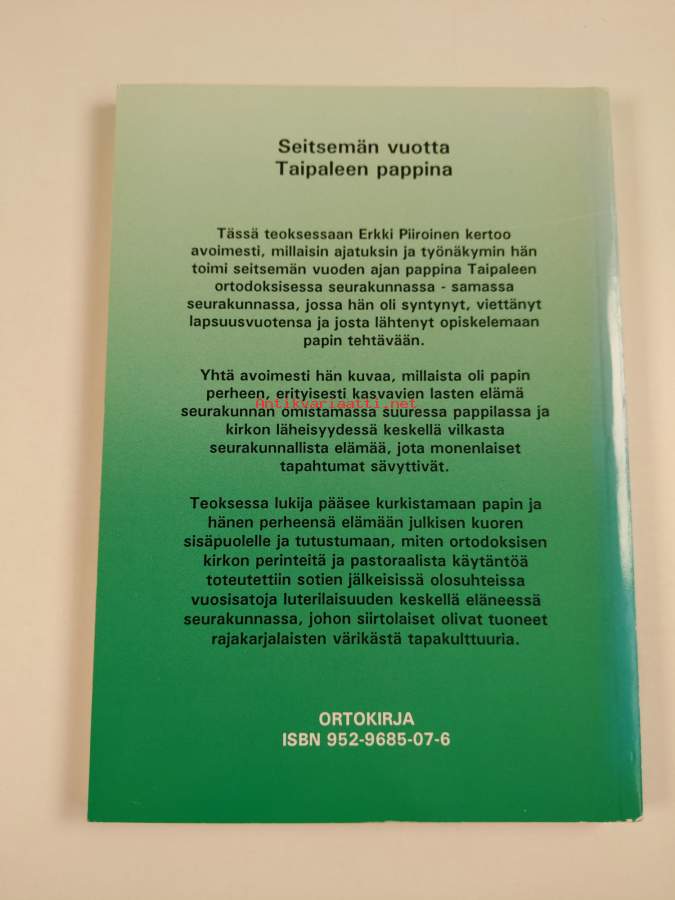 Seitsemän vuotta
Taipaleen pappina
Tässä teoksessaan Erkki Piiroinen kertoo
avoimesti, millaisin ajatuksin ja työnäkymin hän
toimi seitsemän vuoden ajan pappina Taipaleen
ortodoksisessa seurakunnassa - samassa
seurakunnassa, jossa hän oli syntynyt, viettänyt
lapsuusvuotensa ja josta lähtenyt opiskelemaan
papin tehtävään.
Yhtä avoimesti hän kuvaa, millaista oli papin
perheen, erityisesti kasvavien lasten elämä
Antikvariaatti.net
seurakunnan omistamassa suuressa pappilassa ja
kirkon läheisyydessä keskellä vilkasta
seurakunnallista elämää, jota monenlaiset
tapahtumat sävyttivät.
Teoksessa lukija pääsee kurkistamaan papin ja
hänen perheensä elämään julkisen kuoren
sisäpuolelle ja tutustumaan, miten ortodoksisen
kirkon perinteitä ja pastoraalista käytäntöä
toteutettiin sotien jälkeisissä olosuhteissa
vuosisatoja luterilaisuuden keskellä eläneessä
seurakunnassa, johon siirtolaiset olivat tuoneet
rajakarjalaisten värikästä tapakulttuuria.
ORTOKIRJA
ISBN 952-9685-07-6